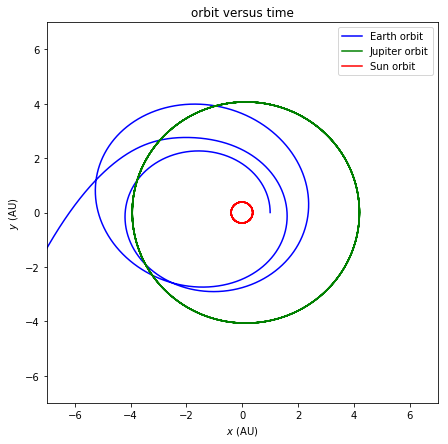 orbit versus time
Earth orbit
Jupiter orbit
Sun orbit
6
4
2
0
−2
−4
−6
y (AU)
−6
−4
−2
0
2
4
6
x (AU)